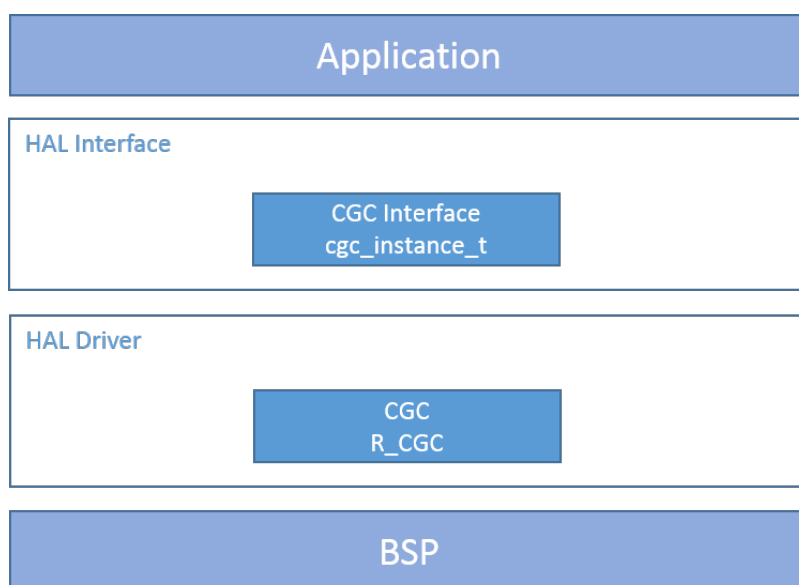 Application
HAL Interface
CGC Interface
cgc_instance_t
HAL Driver
CGC
R_CGC
BSP